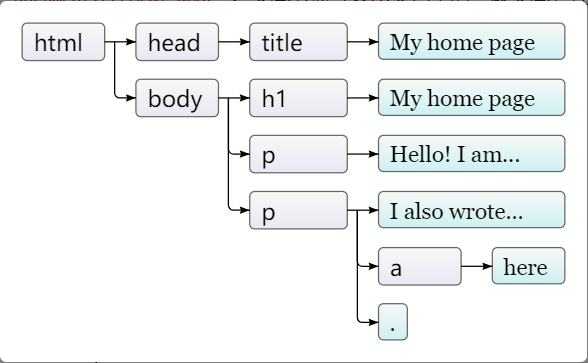 html head title My home page
body h1 My home page
p Hello! I am...
p I also wrote...
a here
.